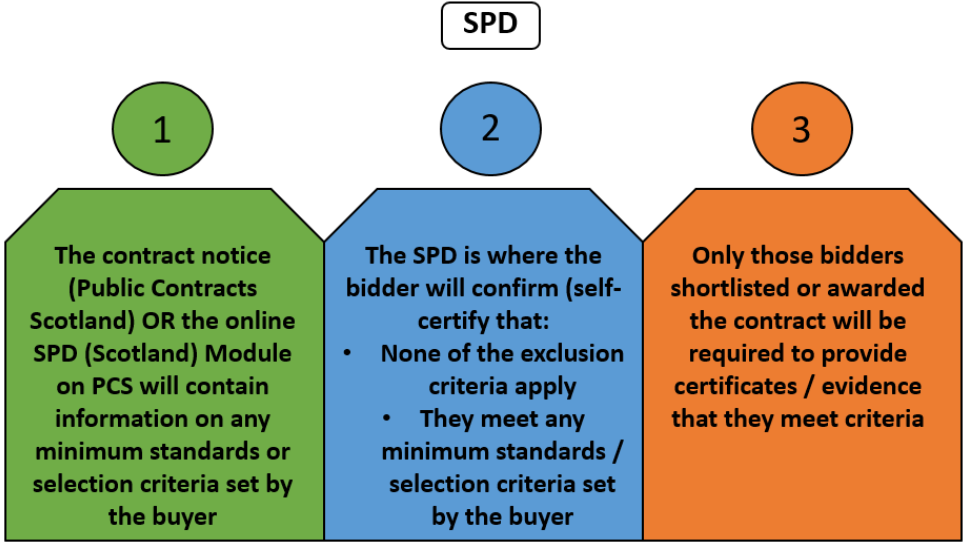 SPD
1
The contract notice
(Public Contracts
Scotland) OR the online
SPD (Scotland) Module
on PCS will contain
information on any
minimum standards or
selection criteria set by
the buyer
2
The SPD is where the
bidder will confirm (self-
certify that:
• None of the exclusion
criteria apply
• They meet any
minimum standards /
selection criteria set
by the buyer
3
Only those bidders
shortlisted or awarded
the contract will be
required to provide
certificates / evidence
that they meet criteria